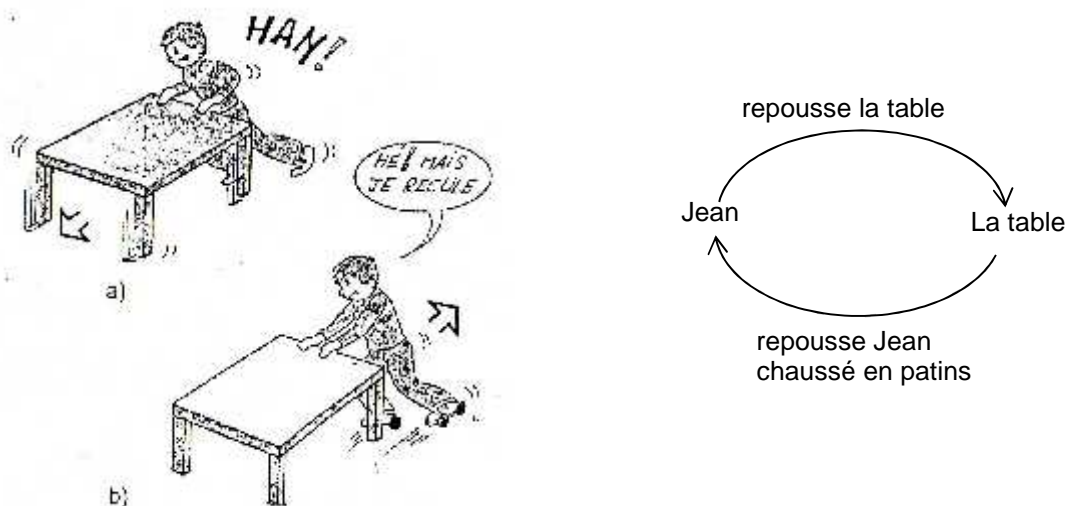 HAN!
HE! MAIS
JE RECULE
a)
b)
repousse la table
Jean
La table
repousse Jean
chaussé en patins